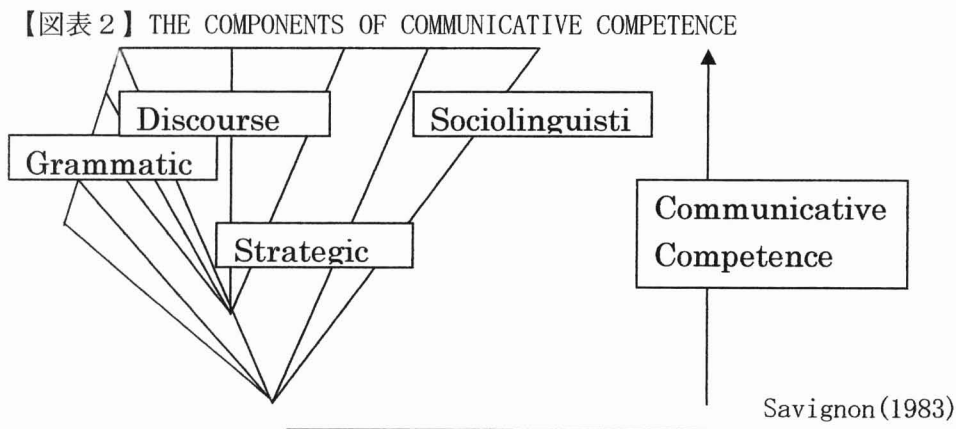 【図表２】THE COMPONENTS OF COMMUNICATIVE COMPETENCE
Discourse
Sociolinguisti
Grammatic
Strategic
Communicative
Competence
Savignon(1983)